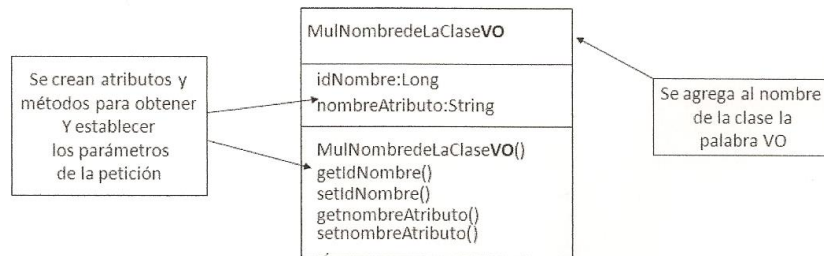 MulNombredeLaClaseVO
Se crean atributos y
métodos para obtener
Y establecer
los parámetros
de la petición
idNombre:Long
nombreAtributo:String
Se agrega al nombre
de la clase la
palabra VO
MulNombredeLaClaseVO()
getIdNombre()
setIdNombre()
getnombreAtributo()
setnombreAtributo()